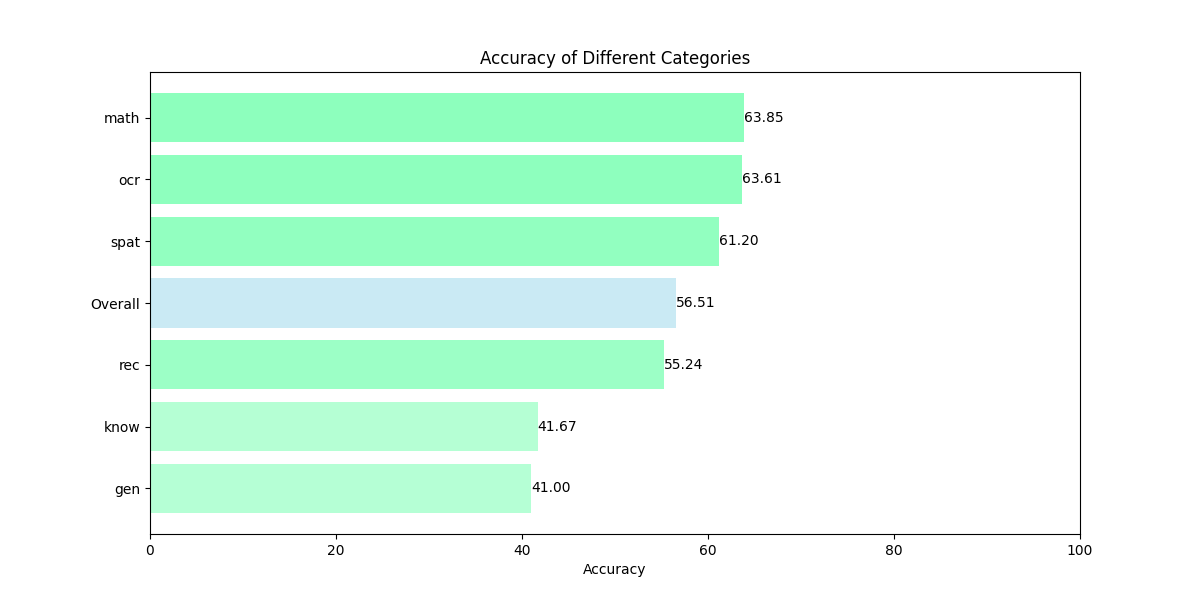 Accuracy of Different Categories
math 63.85
ocr 63.61
spat 61.20
Overall 56.51
rec 55.24
know 41.67
gen 41.00
0 20 40 60 80 100
Accuracy